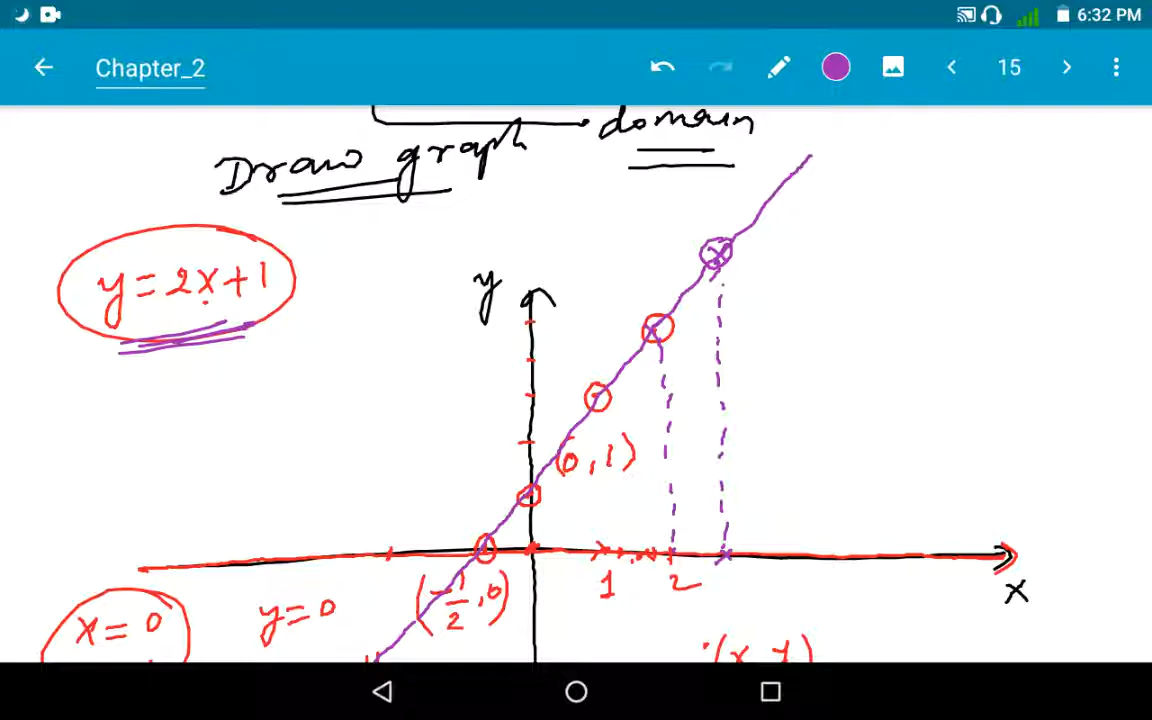 6:32 PM
Chapter_2
15
domain
Draw graph
y = 2x + 1
y
(0, 1)
1
2
x
(-1/2, 0)
x = 0
y = 0
(x, y)